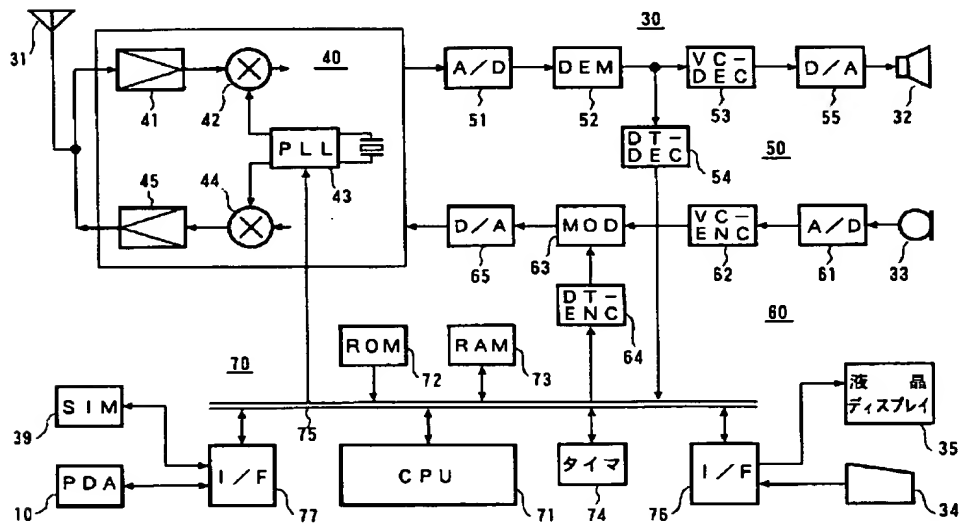 30
31
40
A/D
DEM
VC-
DEC
D/A
41
42
51
52
53
55
32
PLL
DT-
DEC
50
54
45
44
43
D/A
MOD
VC-
ENC
A/D
65
63
62
61
33
DT-
ENC
60
64
ROM
RAM
70
72
73
液晶
ディスプレイ
SIM
39
75
35
PDA
I/F
CPU
タイマ
I/F
10
77
71
74
76
34